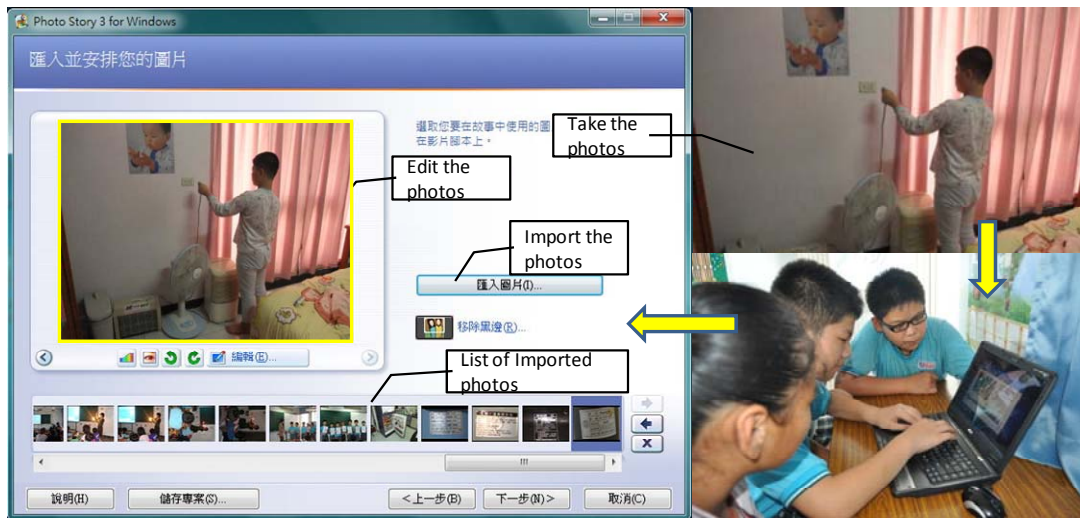 Photo Story 3 for Windows
匯入並安排您的圖片
選取您要在故事中使用的圖
在影片腳本上。
Take the
photos
Edit the
photos
Import the
photos
匯入圖片(I)...
移除黑邊(R)...
編輯(E)...
List of Imported
photos
說明(H)
儲存專案(S)...
<上一步(B)
下一步(N)>
取消(C)